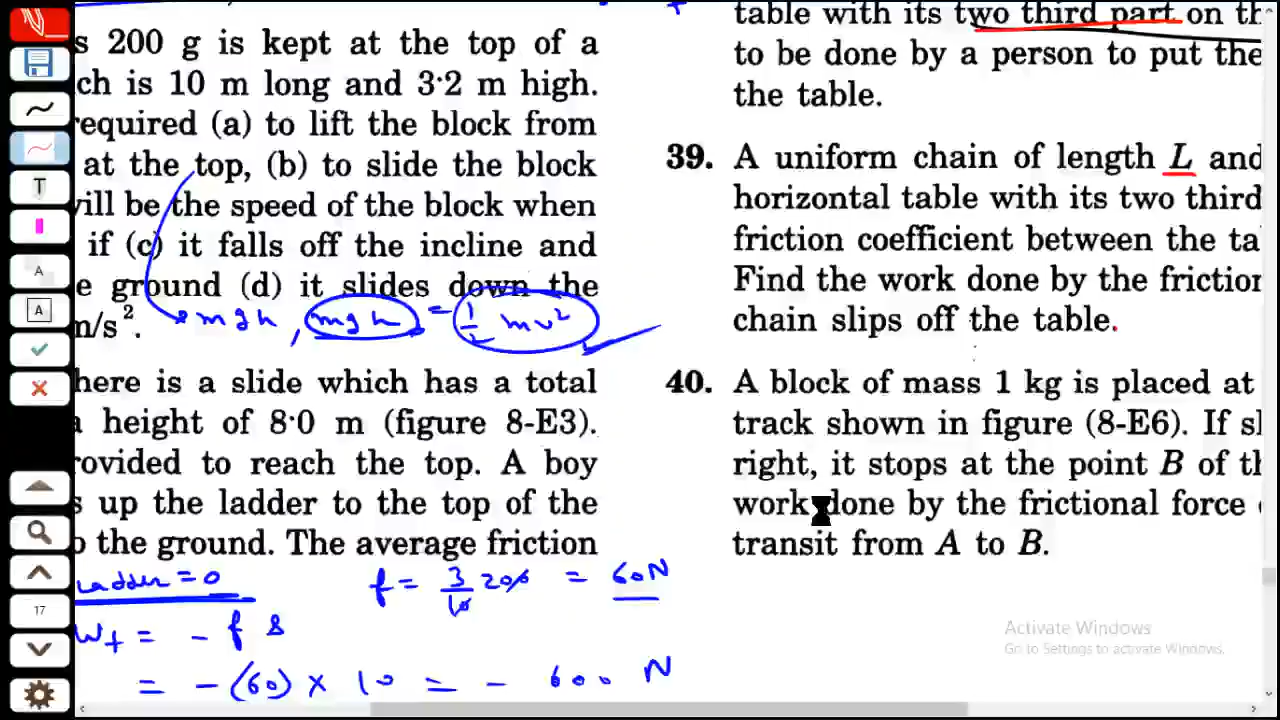 s 200 g is kept at the top of a
ch is 10 m long and 3·2 m high.
required (a) to lift the block from
at the top, (b) to slide the block
will be the speed of the block when
if (c) it falls off the incline and
e ground (d) it slides down the
m/s².
mgh, mgh = 1/2 mv²
here is a slide which has a total
a height of 8·0 m (figure 8-E3).
rovided to reach the top. A boy
s up the ladder to the top of the
o the ground. The average friction
Ladder = 0
f = 3/10 200 = 60 N
Wf = - f s
= - (60) × 10 = - 600 N
table with its two third part on th
to be done by a person to put the
the table.
39. A uniform chain of length L and
horizontal table with its two third
friction coefficient between the ta
Find the work done by the friction
chain slips off the table.
40. A block of mass 1 kg is placed at
track shown in figure (8-E6). If sl
right, it stops at the point B of th
work done by the frictional force
transit from A to B.
T
A
A
17
Activate Windows
Go to Settings to activate Windows.